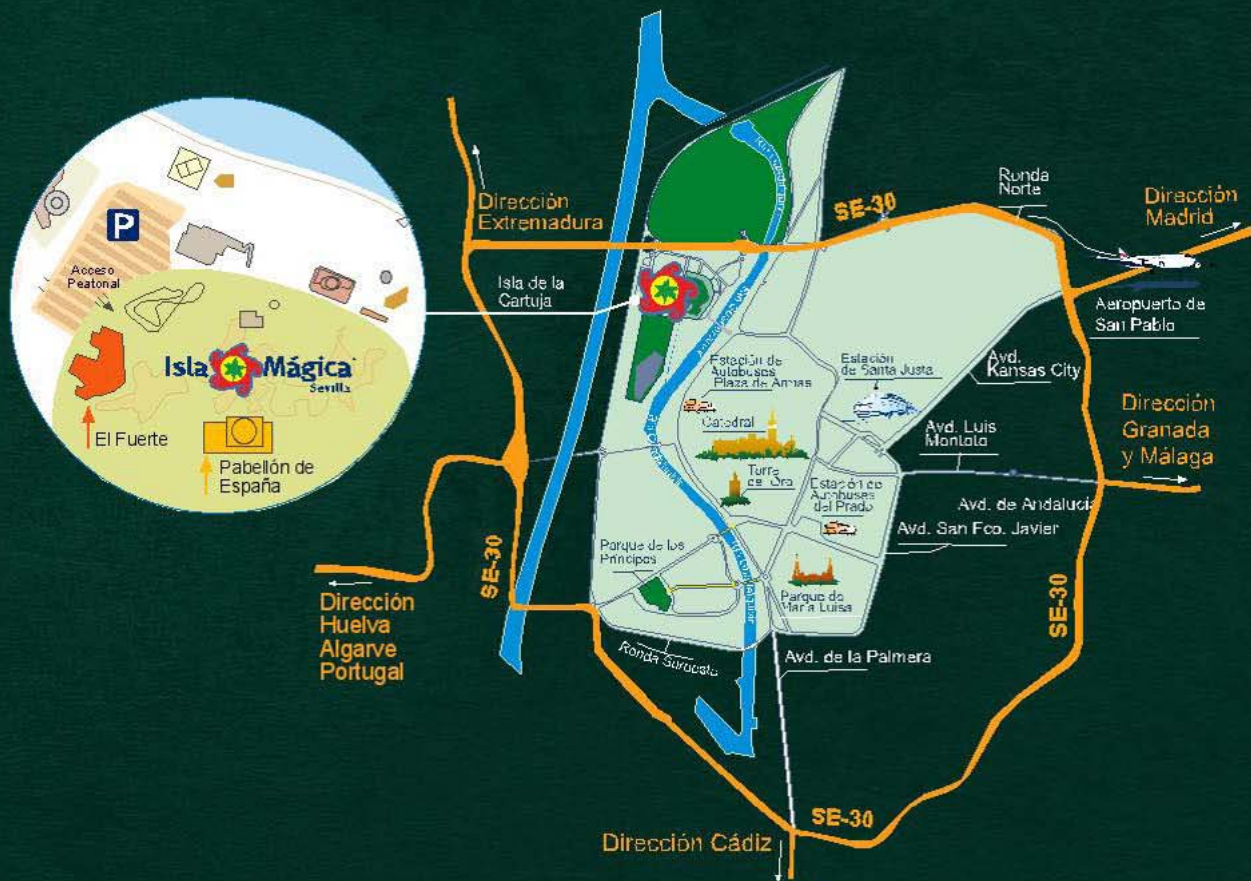 Dirección
Extremadura
SE-30
Ronda
Norte
Dirección
Madrid
P
Acceso
Peatonal
Isla Mágica
Sevilla
El Fuerte
Pabellón de
España
Isla de la
Cartuja
Aeropuerto de
San Pablo
Estación de
Autobuses
Plaza de Armas
Estación
de Santa Justa
Avd.
Kansas City
Catedral
Avd. Luis
Dirección
Granada
y Málaga
Torre
del Oro
Estación de
Autobuses
del Prado
Avd. de Andalucía
Avd. San Fco. Javier
Parque de los
Príncipes
SE-30
Parque de
María Luisa
SE-30
Dirección
Huelva
Algarve
Portugal
Ronda
Avd. de la Palmera
SE-30
Dirección Cádiz